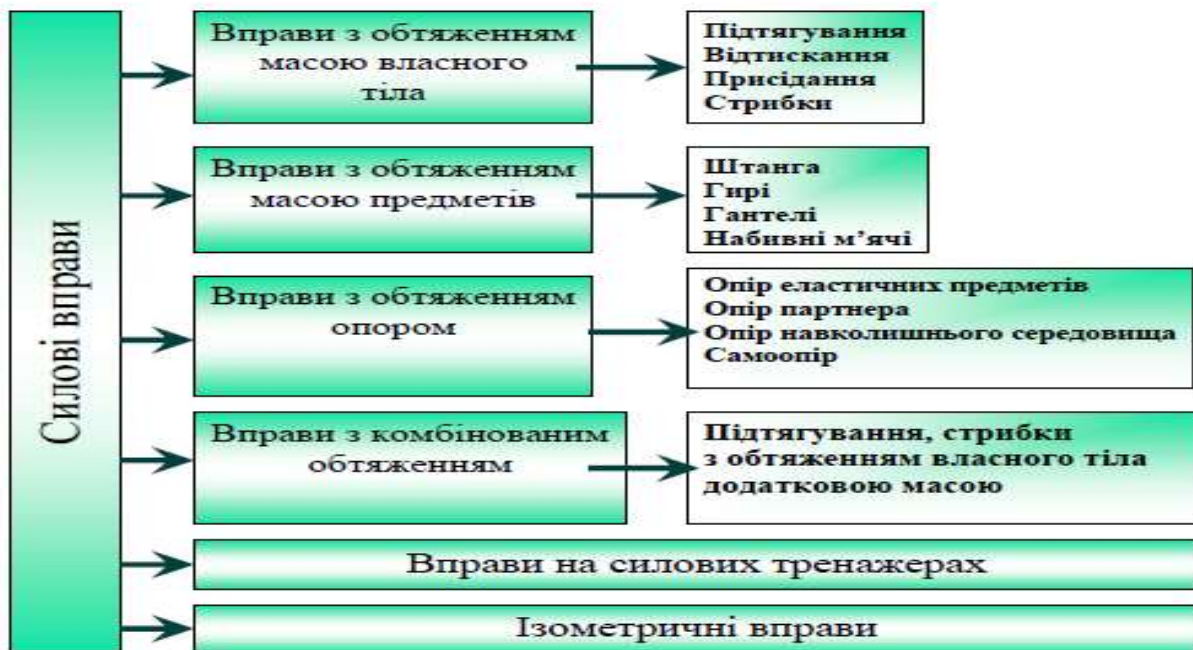 Силові вправи
Вправи з обтяженням
масою власного
тіла
Підтягування
Відтискання
Присідання
Стрибки
Вправи з обтяженням
масою предметів
Штанга
Гирі
Гантелі
Набивні м’ячі
Вправи з обтяженням
опором
Опір еластичних предметів
Опір партнера
Опір навколишнього середовища
Самоопір
Вправи з комбінованим
обтяженням
Підтягування, стрибки
з обтяженням власного тіла
додатковою масою
Вправи на силових тренажерах
Ізометричні вправи